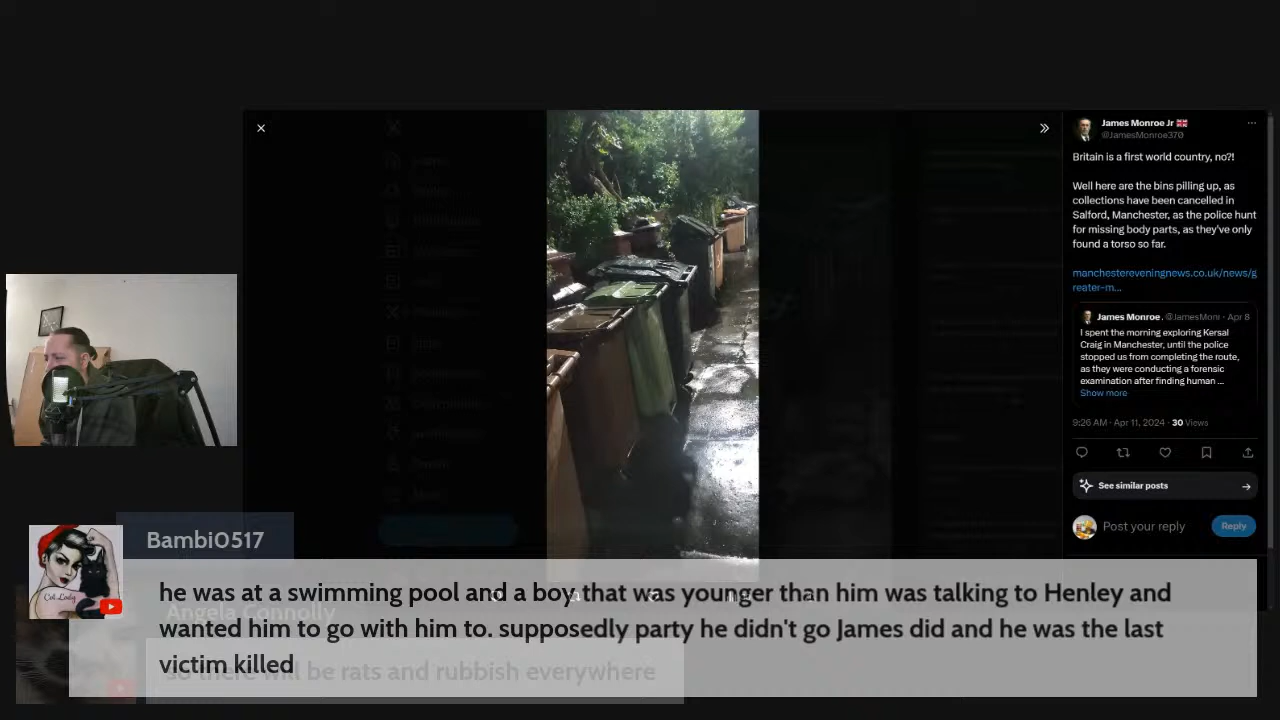 James Monroe Jr 🇬🇧
@JamesMonroe370
Britain is a first world country, no?!
Well here are the bins pilling up, as
collections have been cancelled in
Salford, Manchester, as the police hunt
for missing body parts, as they've only
found a torso so far.
manchestereveningnews.co.uk/news/g
reater-m...
James Monroe . @JamesMonr · Apr 8
I spent the morning exploring Kersal
Craig in Manchester, until the police
stopped us from completing the route,
as they were conducting a forensic
examination after finding human ...
Show more
9:26 AM · Apr 11, 2024 · 30 Views
See similar posts
Post your reply
Reply
Bambi0517
he was at a swimming pool and a boy that was younger than him was talking to Henley and
wanted him to go with him to. supposedly party he didn't go James did and he was the last
victim killed
Angela Connolly
so there will be rats and rubbish everywhere
Cat Lady